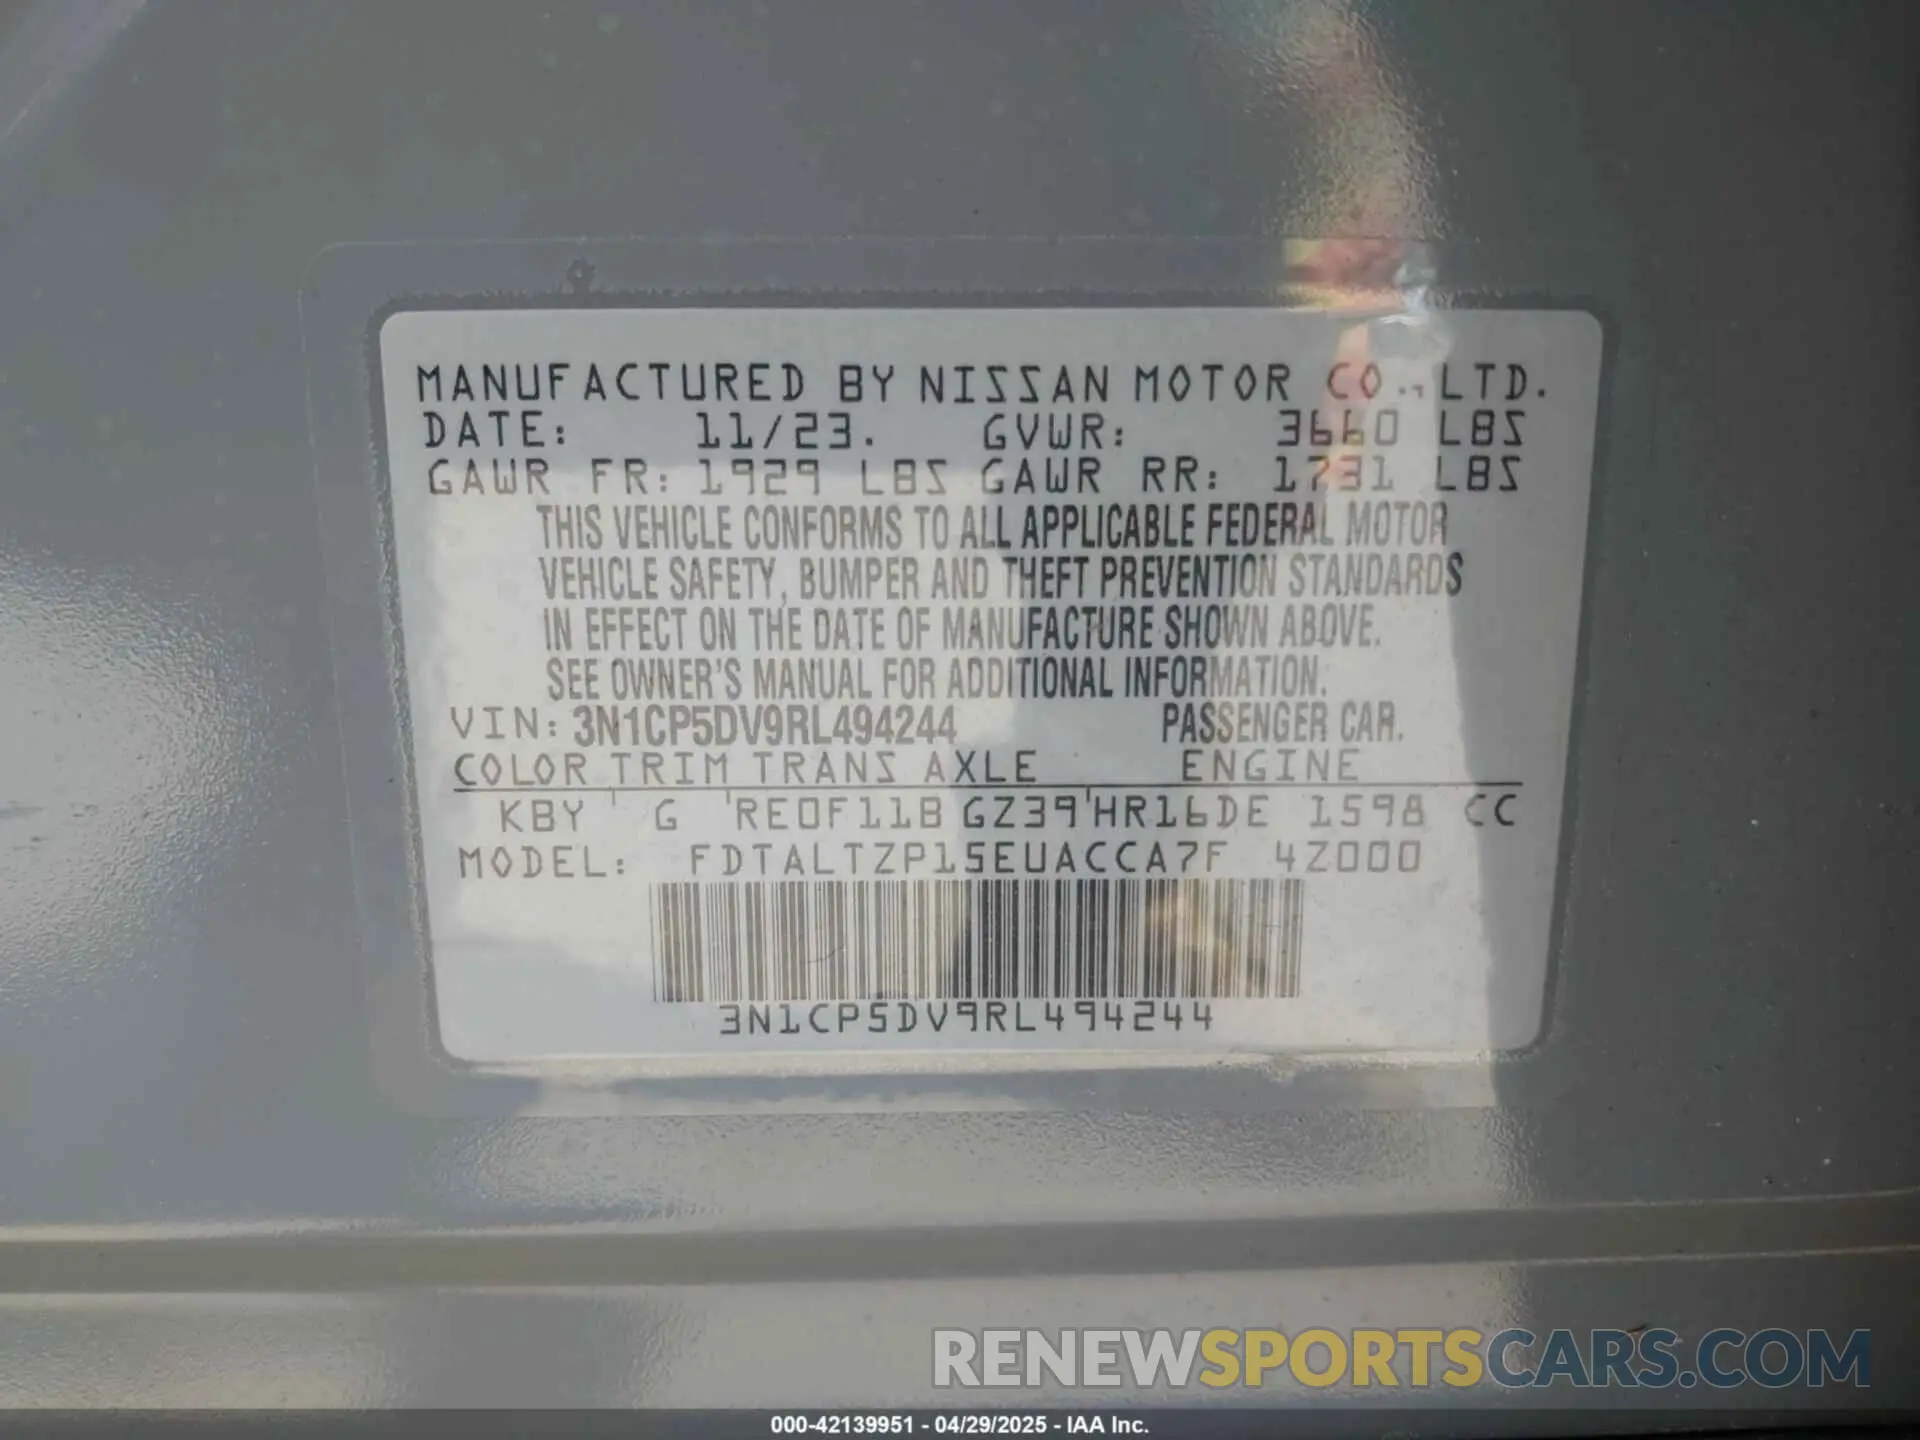 MANUFACTURED BY NISSAN MOTOR CO., LTD.
DATE: 11/23. GVWR: 3660 LBS
GAWR FR: 1929 LBS GAWR RR: 1731 LBS
THIS VEHICLE CONFORMS TO ALL APPLICABLE FEDERAL MOTOR
VEHICLE SAFETY, BUMPER AND THEFT PREVENTION STANDARDS
IN EFFECT ON THE DATE OF MANUFACTURE SHOWN ABOVE.
SEE OWNER'S MANUAL FOR ADDITIONAL INFORMATION.
VIN: 3N1CP5DV9RL494244 PASSENGER CAR.
COLOR TRIM TRANS AXLE ENGINE
KBY G RE0F11B GZ39 HR16DE 1598 CC
MODEL: FDTALTZP15EUACCA7F 4Z000
3N1CP5DV9RL494244
RENEWSPORTSCARS.COM
000-42139951 - 04/29/2025 - IAA Inc.